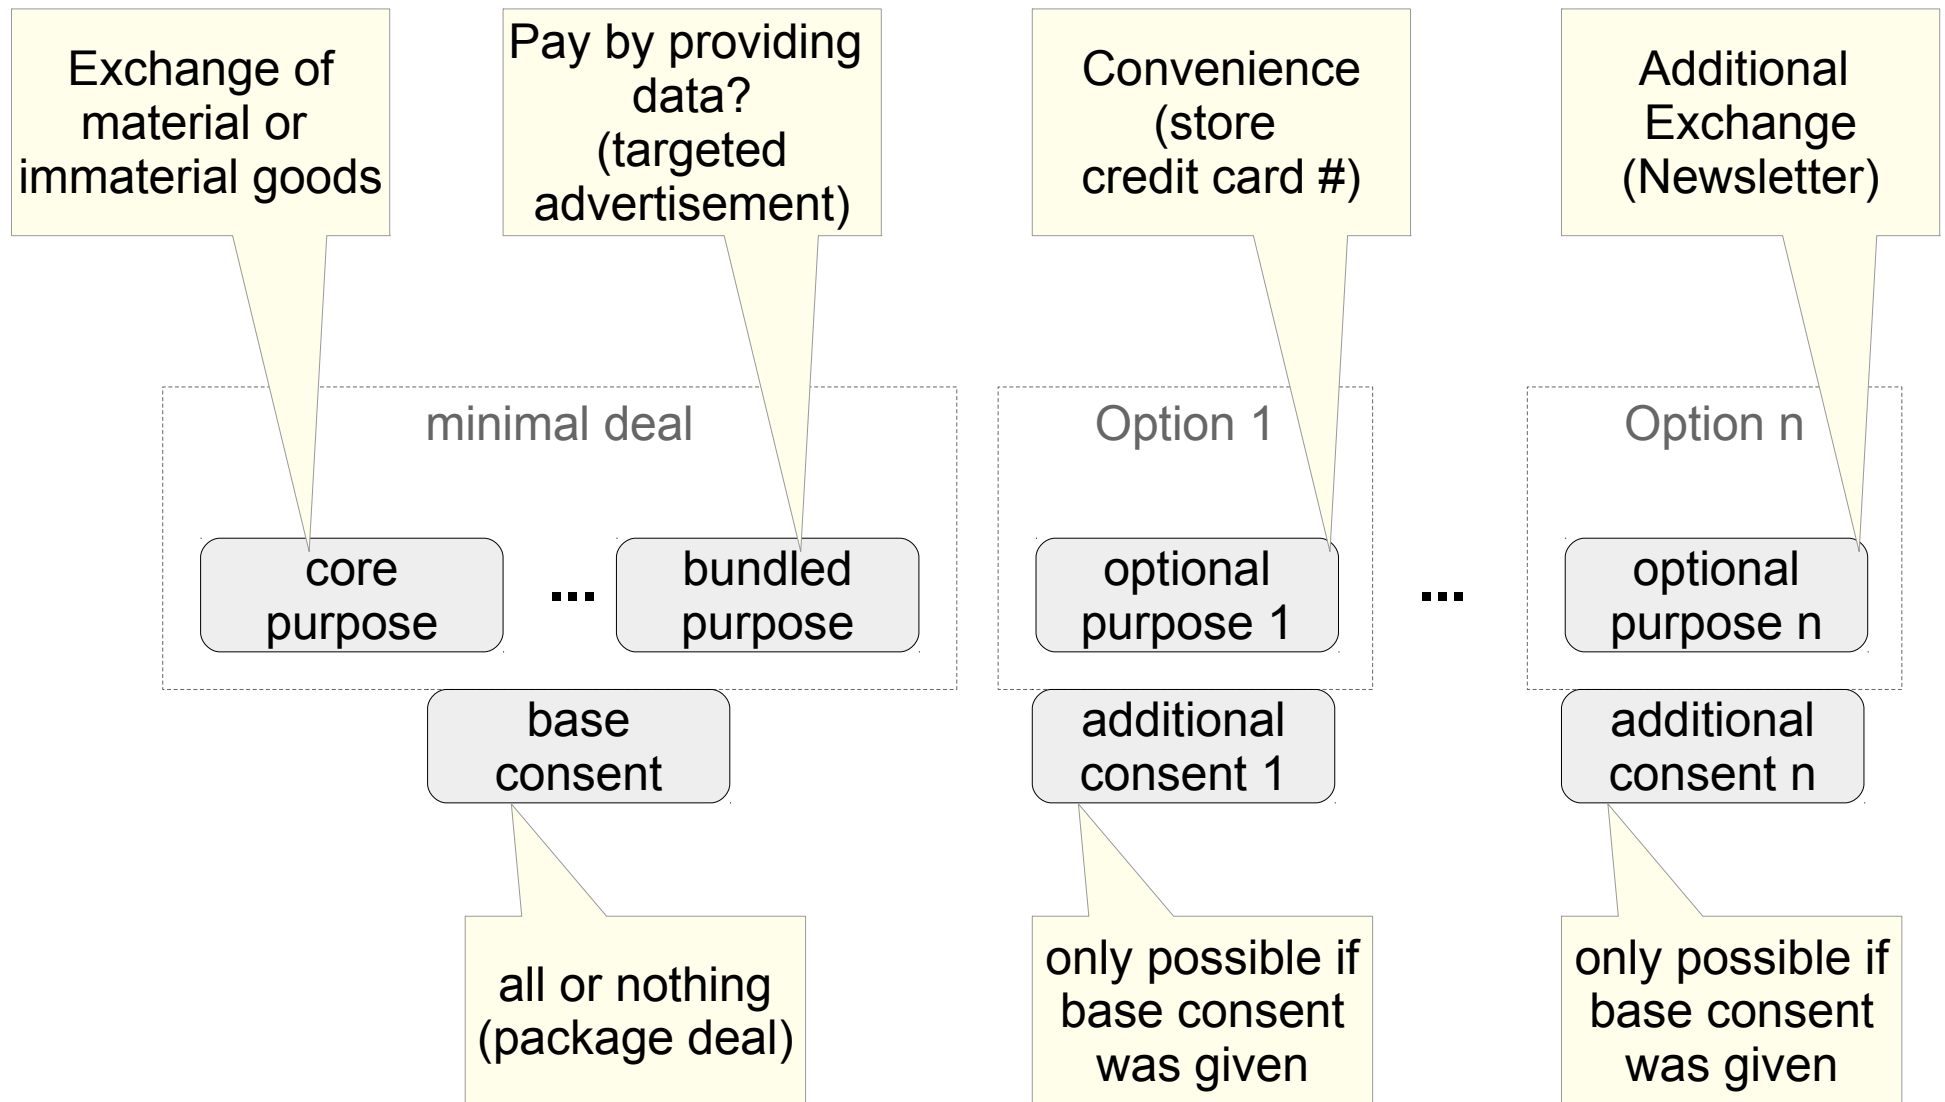 Exchange of
material or
immaterial goods
Pay by providing
data?
(targeted
advertisement)
Convenience
(store
credit card #)
Additional
Exchange
(Newsletter)
minimal deal
Option 1
Option n
core
purpose
...
bundled
purpose
optional
purpose 1
...
optional
purpose n
base
consent
additional
consent 1
additional
consent n
all or nothing
(package deal)
only possible if
base consent
was given
only possible if
base consent
was given